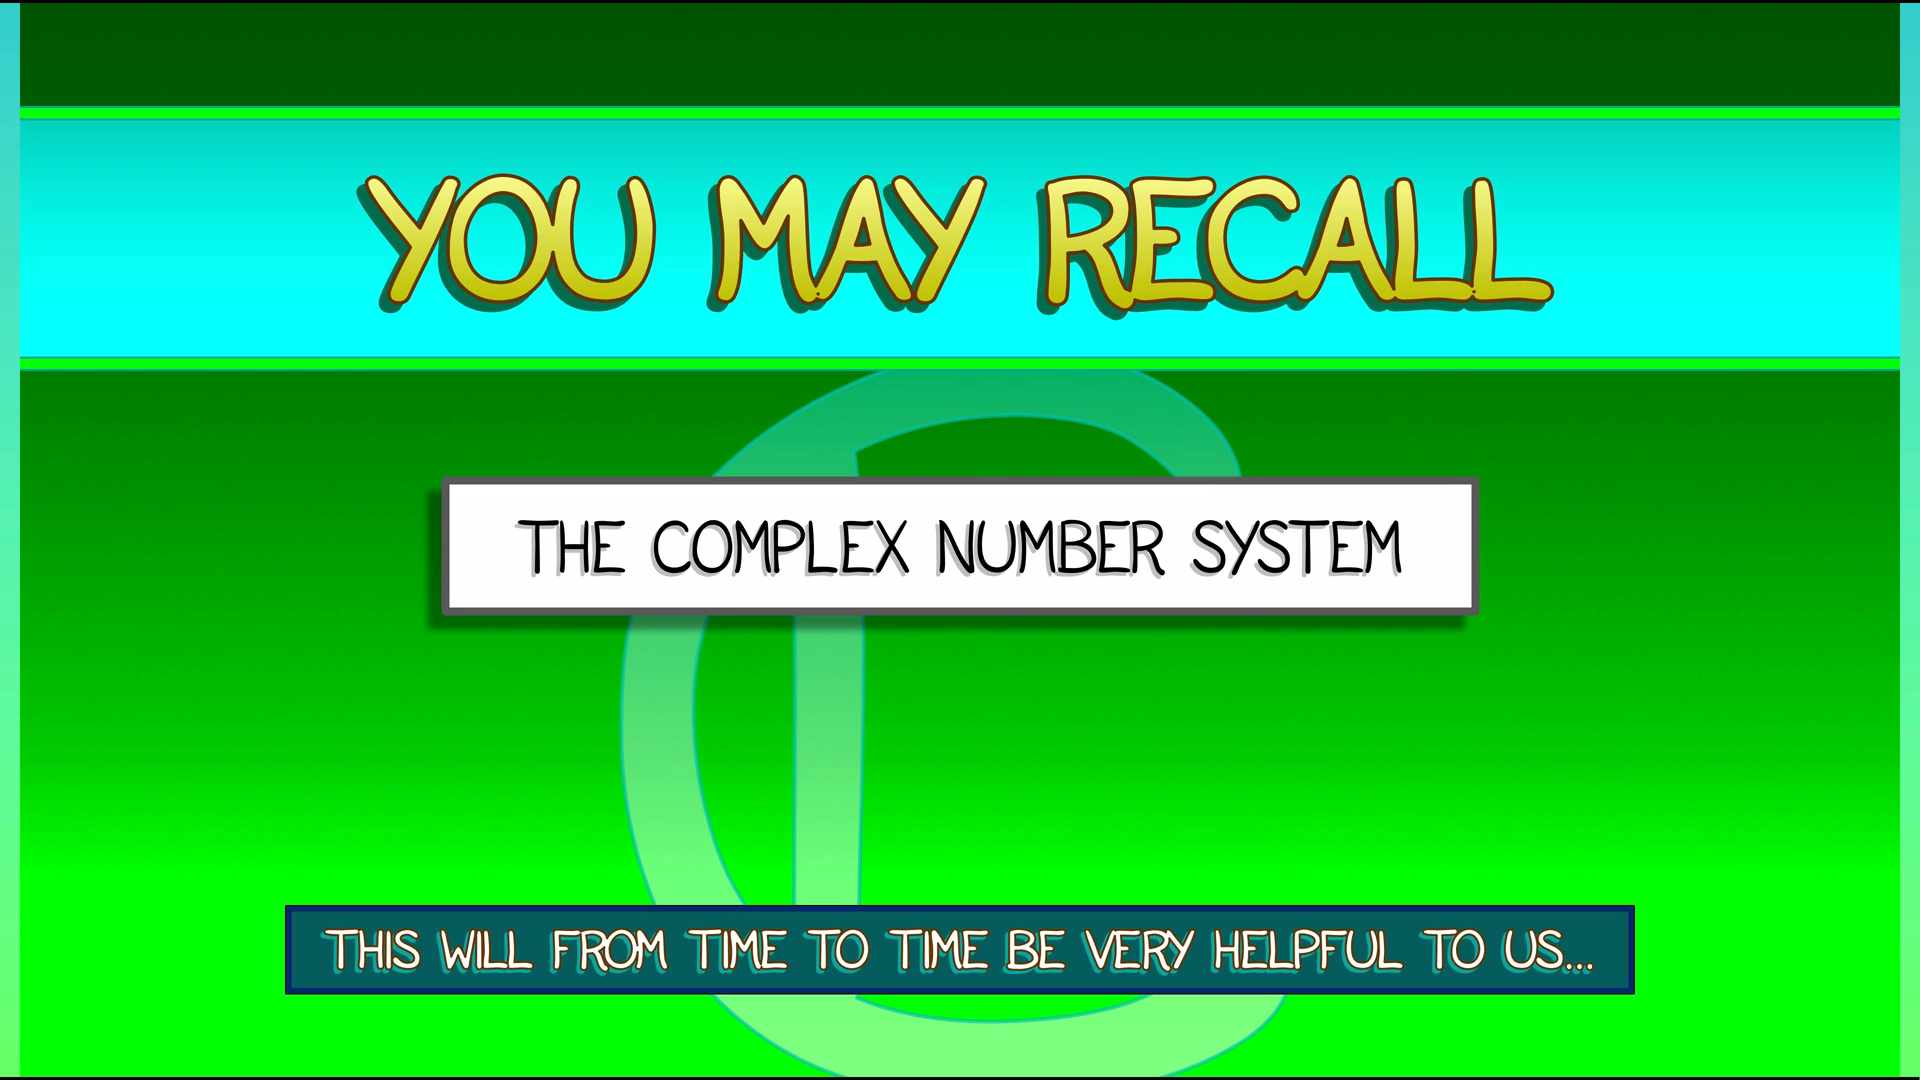 YOU MAY RECALL
THE COMPLEX NUMBER SYSTEM
THIS WILL FROM TIME TO TIME BE VERY HELPFUL TO US...